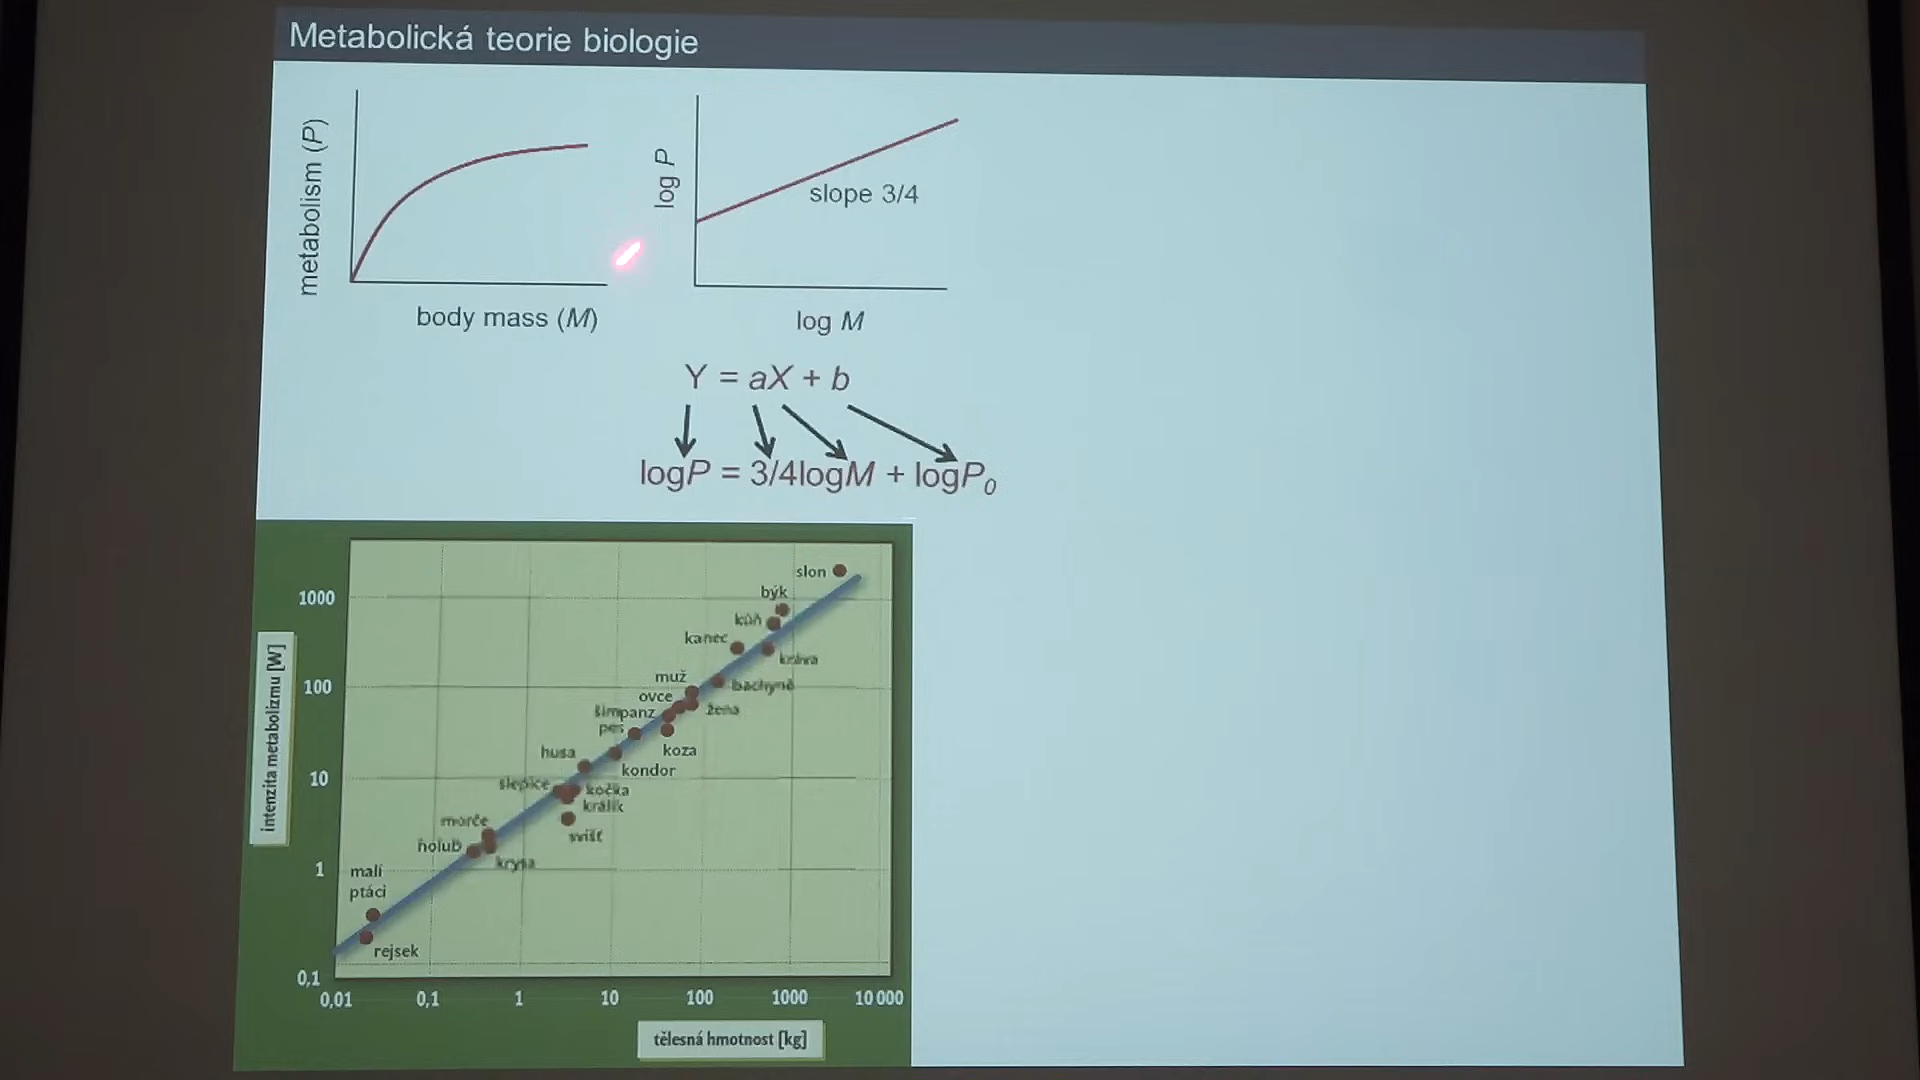 Metabolická teorie biologie
metabolism (P)
body mass (M)
log P
slope 3/4
log M
Y = aX + b
logP = 3/4logM + logP₀
intenzita metabolizmu [W]
1000
100
10
1
0,1
slon
býk
kůň
kanec
kráva
muž
bachyně
ovce
žena
šimpanz
pes
koza
husa
kondor
slepice
kočka
králík
svišť
morče
holub
krysa
malí
ptáci
rejsek
0,01 0,1 1 10 100 1000 10 000
tělesná hmotnost [kg]